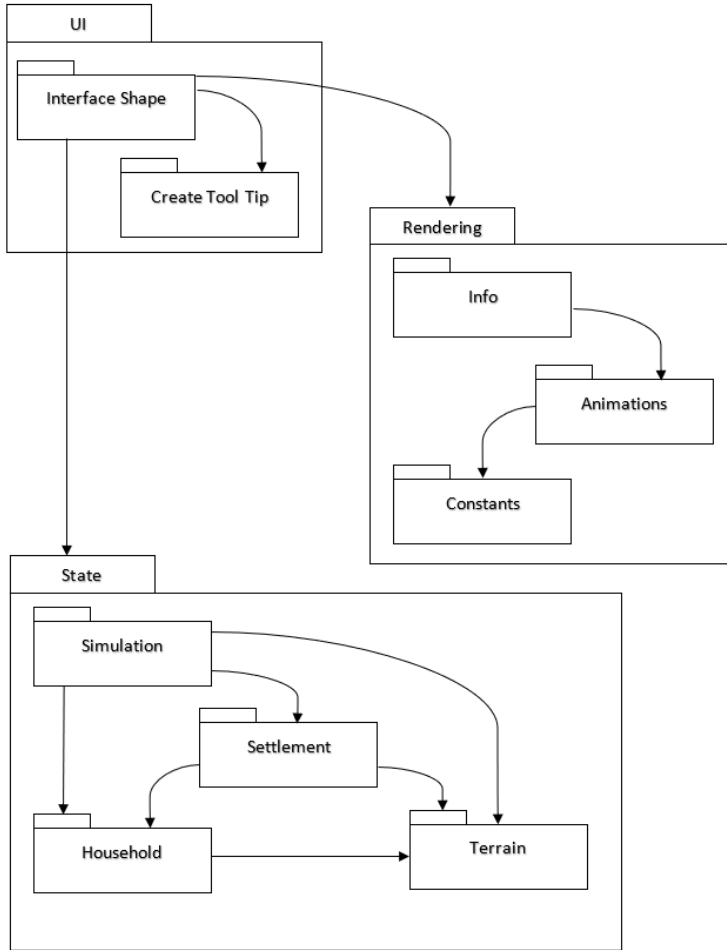 UI
Interface Shape
Create Tool Tip
Rendering
Info
Animations
Constants
State
Simulation
Settlement
Household
Terrain